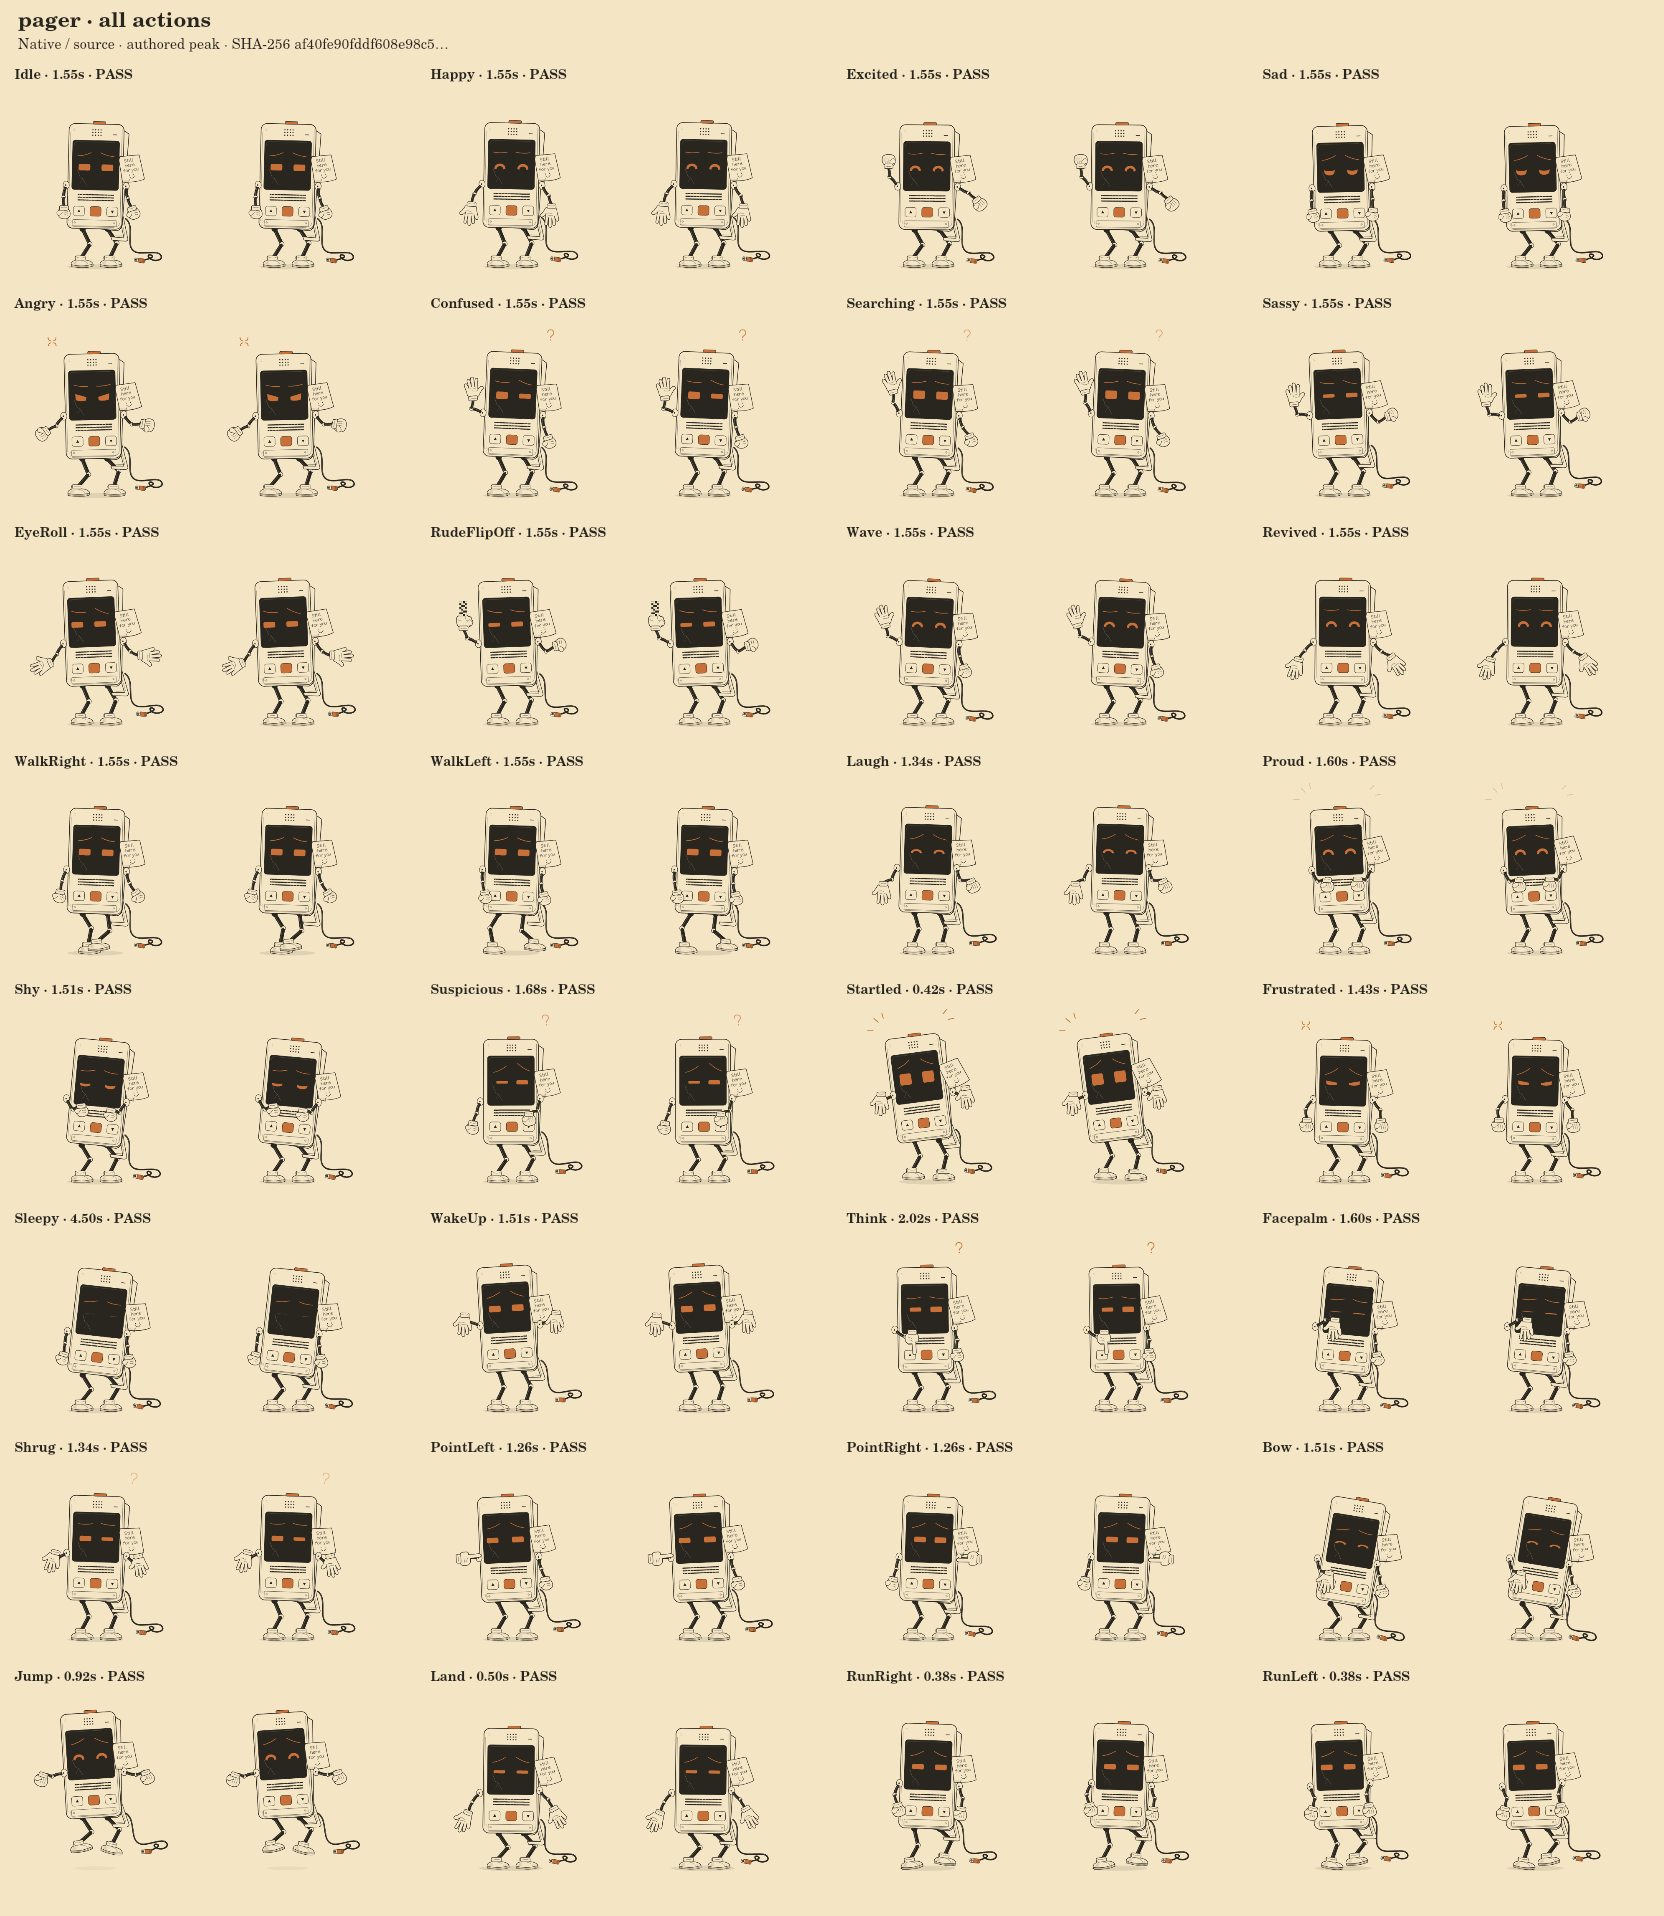 pager · all actions
Native / source · authored peak · SHA-256 af40fe90fddf608e98c5…
Idle · 1.55s · PASS
Happy · 1.55s · PASS
Excited · 1.55s · PASS
Sad · 1.55s · PASS
Still
here
for you
Angry · 1.55s · PASS
Confused · 1.55s · PASS
Searching · 1.55s · PASS
Sassy · 1.55s · PASS
?
?
?
?
EyeRoll · 1.55s · PASS
RudeFlipOff · 1.55s · PASS
Wave · 1.55s · PASS
Revived · 1.55s · PASS
WalkRight · 1.55s · PASS
WalkLeft · 1.55s · PASS
Laugh · 1.34s · PASS
Proud · 1.60s · PASS
Shy · 1.51s · PASS
Suspicious · 1.68s · PASS
Startled · 0.42s · PASS
Frustrated · 1.43s · PASS
?
?
Sleepy · 4.50s · PASS
WakeUp · 1.51s · PASS
Think · 2.02s · PASS
Facepalm · 1.60s · PASS
?
?
Shrug · 1.34s · PASS
PointLeft · 1.26s · PASS
PointRight · 1.26s · PASS
Bow · 1.51s · PASS
?
?
Jump · 0.92s · PASS
Land · 0.50s · PASS
RunRight · 0.38s · PASS
RunLeft · 0.38s · PASS